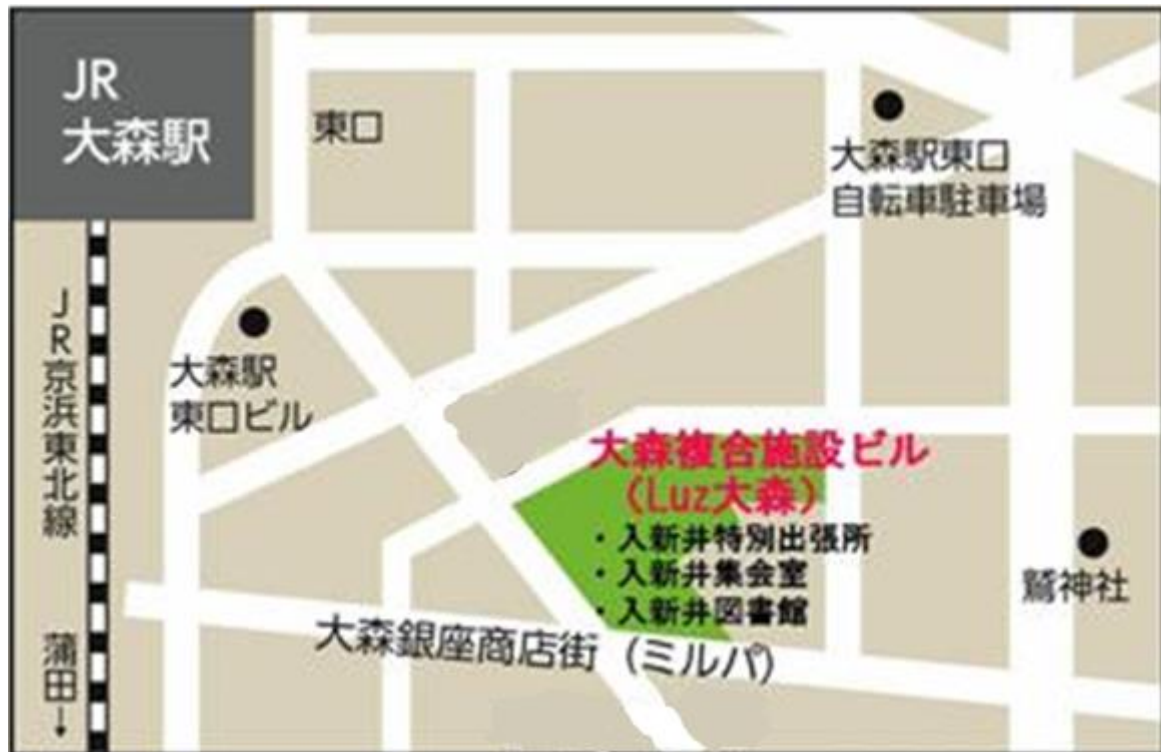 JR
大森駅
東口
大森駅東口
自転車駐車場
JR京浜東北線
蒲田↓
大森駅
東口ビル
大森複合施設ビル
(Luz大森)
・入新井特別出張所
・入新井集会室
・入新井図書館
鷲神社
大森銀座商店街 (ミルパ)